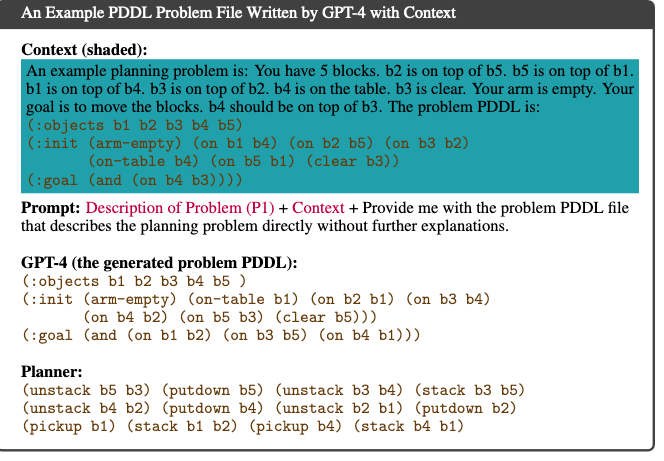 An Example PDDL Problem File Written by GPT-4 with Context
Context (shaded):
An example planning problem is: You have 5 blocks. b2 is on top of b5. b5 is on top of b1.
b1 is on top of b4. b3 is on top of b2. b4 is on the table. b3 is clear. Your arm is empty. Your
goal is to move the blocks. b4 should be on top of b3. The problem PDDL is:
(:objects b1 b2 b3 b4 b5)
(:init (arm-empty) (on b1 b4) (on b2 b5) (on b3 b2)
(on-table b4) (on b5 b1) (clear b3))
(:goal (and (on b4 b3))))
Prompt: Description of Problem (P1) + Context + Provide me with the problem PDDL file
that describes the planning problem directly without further explanations.
GPT-4 (the generated problem PDDL):
(:objects b1 b2 b3 b4 b5 )
(:init (arm-empty) (on-table b1) (on b2 b1) (on b3 b4)
(on b4 b2) (on b5 b3) (clear b5)))
(:goal (and (on b1 b2) (on b3 b5) (on b4 b1)))
Planner:
(unstack b5 b3) (putdown b5) (unstack b3 b4) (stack b3 b5)
(unstack b4 b2) (putdown b4) (unstack b2 b1) (putdown b2)
(pickup b1) (stack b1 b2) (pickup b4) (stack b4 b1)